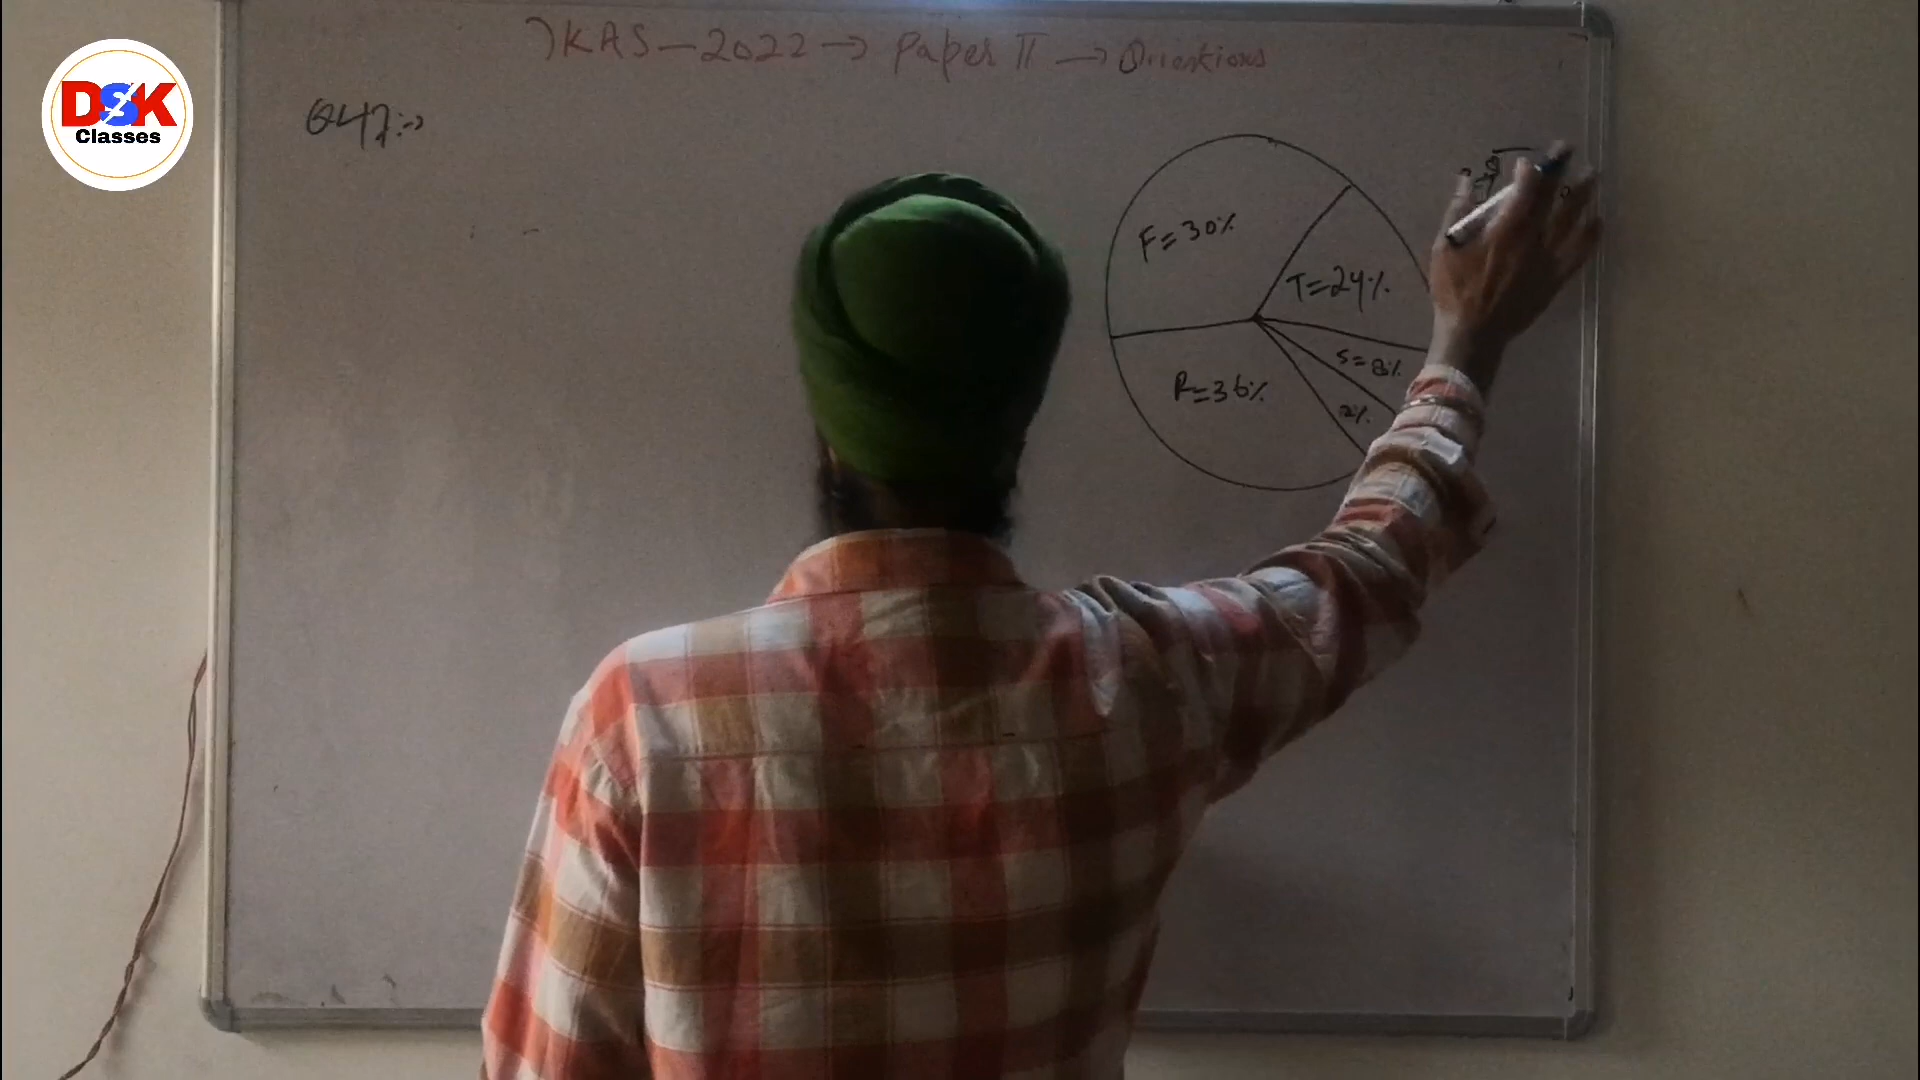 DSK
Classes
JKAS-2022→ Paper II → Questions
Q47:→
F=30%
T=24%
S=8%
R=36%
2%